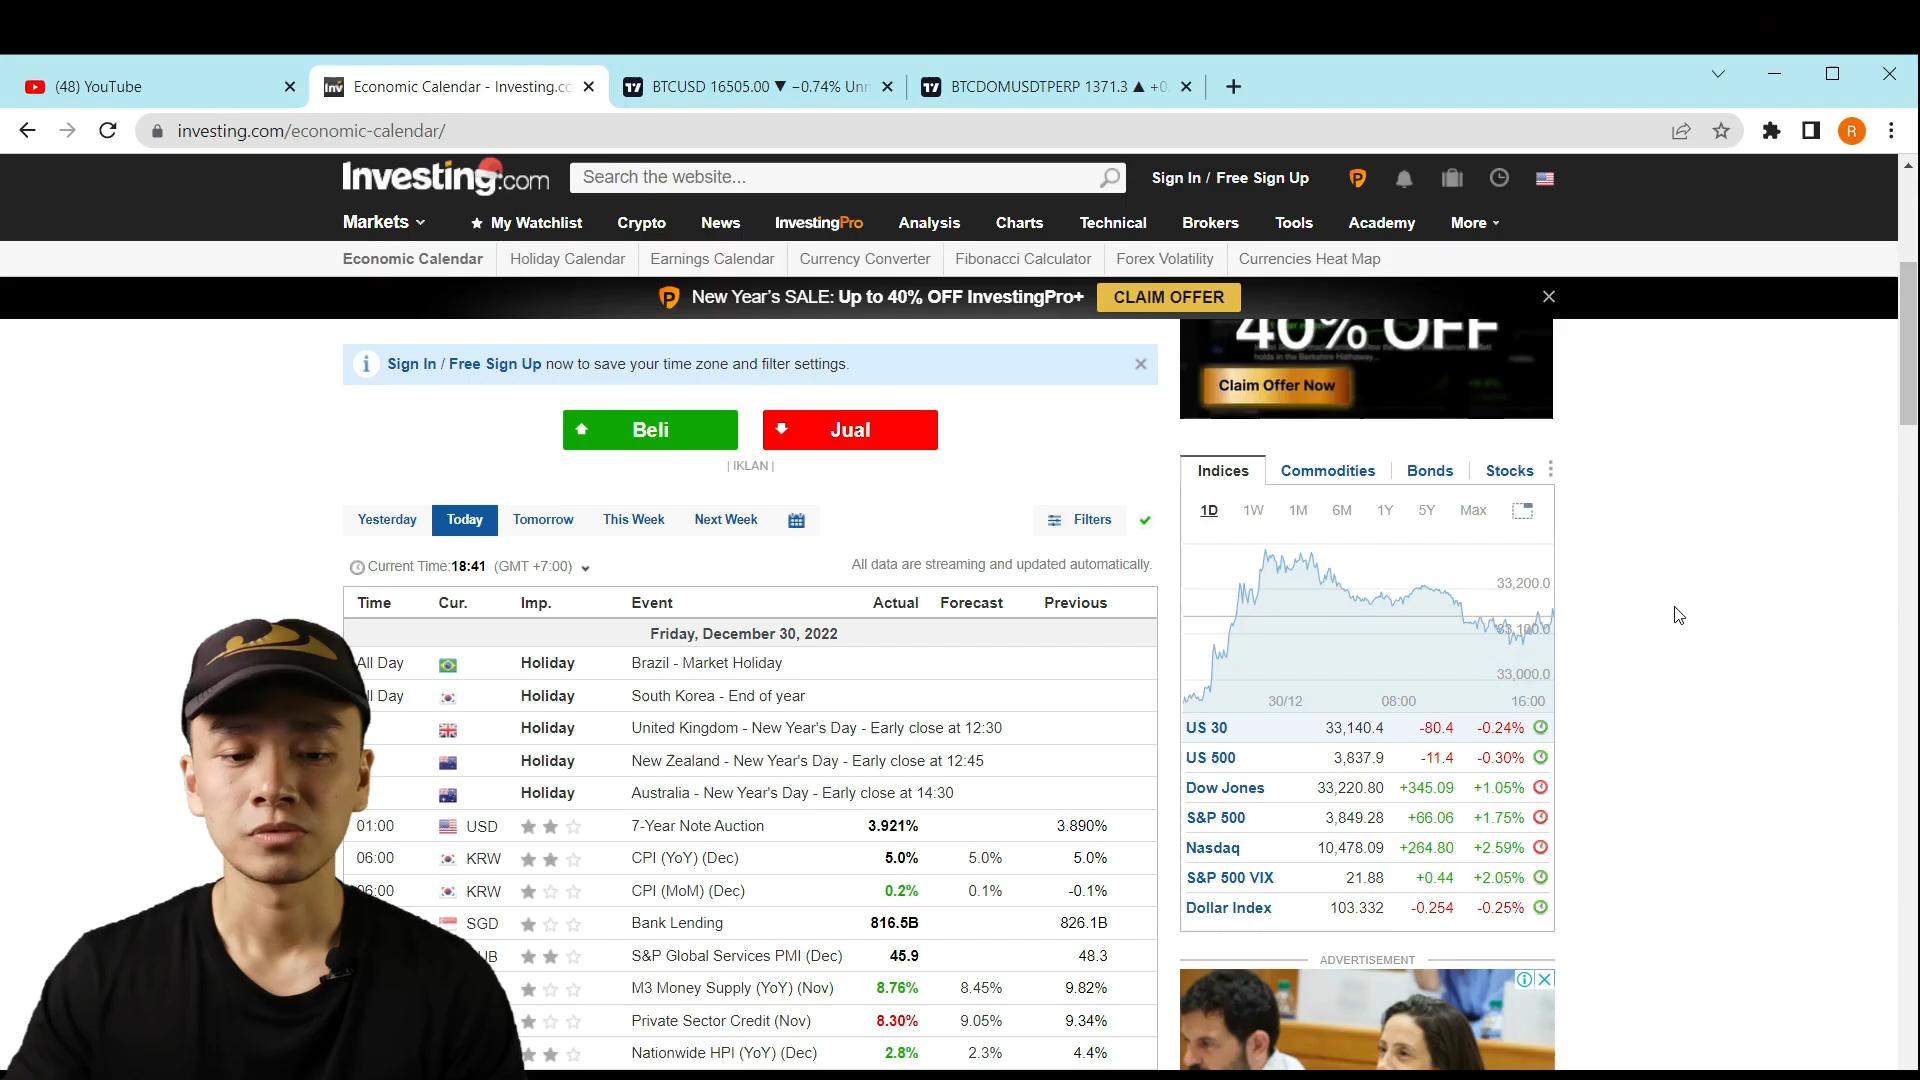 (48) YouTube
Economic Calendar - Investing.co
BTCUSD 16505.00 ▼ −0.74% Unn
BTCDOMUSDTPERP 1371.3 ▲ +0.
investing.com/economic-calendar/
R
Investing.com
Search the website...
Sign In / Free Sign Up
Markets
My Watchlist
Crypto
News
InvestingPro
Analysis
Charts
Technical
Brokers
Tools
Academy
More
Economic Calendar
Holiday Calendar
Earnings Calendar
Currency Converter
Fibonacci Calculator
Forex Volatility
Currencies Heat Map
New Year's SALE: Up to 40% OFF InvestingPro+
CLAIM OFFER
40% OFF
holds in the Berkshire Hathaway...
Claim Offer Now
Sign In / Free Sign Up now to save your time zone and filter settings.
Beli
Jual
| IKLAN |
Yesterday
Today
Tomorrow
This Week
Next Week
Filters
Current Time:18:41 (GMT +7:00)
All data are streaming and updated automatically.
Time Cur. Imp. Event Actual Forecast Previous
Friday, December 30, 2022
All Day Holiday Brazil - Market Holiday
ll Day Holiday South Korea - End of year
Holiday United Kingdom - New Year's Day - Early close at 12:30
Holiday New Zealand - New Year's Day - Early close at 12:45
Holiday Australia - New Year's Day - Early close at 14:30
01:00 USD 7-Year Note Auction 3.921% 3.890%
06:00 KRW CPI (YoY) (Dec) 5.0% 5.0% 5.0%
06:00 KRW CPI (MoM) (Dec) 0.2% 0.1% -0.1%
SGD Bank Lending 816.5B 826.1B
UB S&P Global Services PMI (Dec) 45.9 48.3
M3 Money Supply (YoY) (Nov) 8.76% 8.45% 9.82%
Private Sector Credit (Nov) 8.30% 9.05% 9.34%
Nationwide HPI (YoY) (Dec) 2.8% 2.3% 4.4%
Indices
Commodities
Bonds
Stocks
1D 1W 1M 6M 1Y 5Y Max
33,200.0
33,100.0
33,000.0
30/12 08:00 16:00
US 30 33,140.4 -80.4 -0.24%
US 500 3,837.9 -11.4 -0.30%
Dow Jones 33,220.80 +345.09 +1.05%
S&P 500 3,849.28 +66.06 +1.75%
Nasdaq 10,478.09 +264.80 +2.59%
S&P 500 VIX 21.88 +0.44 +2.05%
Dollar Index 103.332 -0.254 -0.25%
ADVERTISEMENT